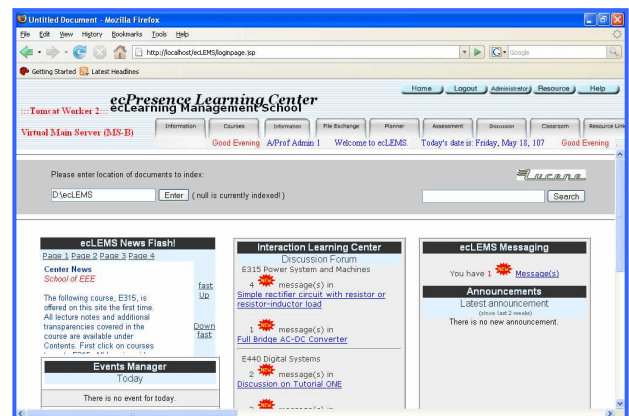 Untitled Document - Mozilla Firefox
File Edit View History Bookmarks Tools Help
http://localhost/ecLEMS/loginpage.jsp
Google
Getting Started Latest Headlines
Home Logout Administrator Resource Help
ecPresence Learning Center
ecLearning Management School
:::Tomcat Worker 2:::
Virtual Main Server (MS-B)
Information Courses Information File Exchange Planner Assessment Discussion Classroom Resource Link
Good Evening A/Prof Admin 1 Welcome to ecLEMS. Today's date is: Friday, May 18, 107 Good Evening
Please enter location of documents to index:
Lucene
D:\ecLEMS Enter ( null is currently indexed! )
Search
ecLEMS News Flash!
Page 1 Page 2 Page 3 Page 4
Center News
School of EEE
The following course, E315, is
offered on this site the first time.
All lecture notes and additional
transparencies covered in the
course are available under
Contents. First click on courses
fast
Up
Down
fast
Events Manager
Today
There is no event for today.
Interaction Learning Center
Discussion Forum
E315 Power System and Machines
4 NEW message(s) in
Simple rectifier circuit with resistor or
resistor-inductor load
1 NEW message(s) in
Full Bridge AC-DC Converter
E440 Digital Systems
2 NEW message(s) in
Discussion on Tutorial ONE
ecLEMS Messaging
You have 1 NEW Message(s)
Announcements
Latest announcement
(since last 2 weeks)
There is no new announcement.